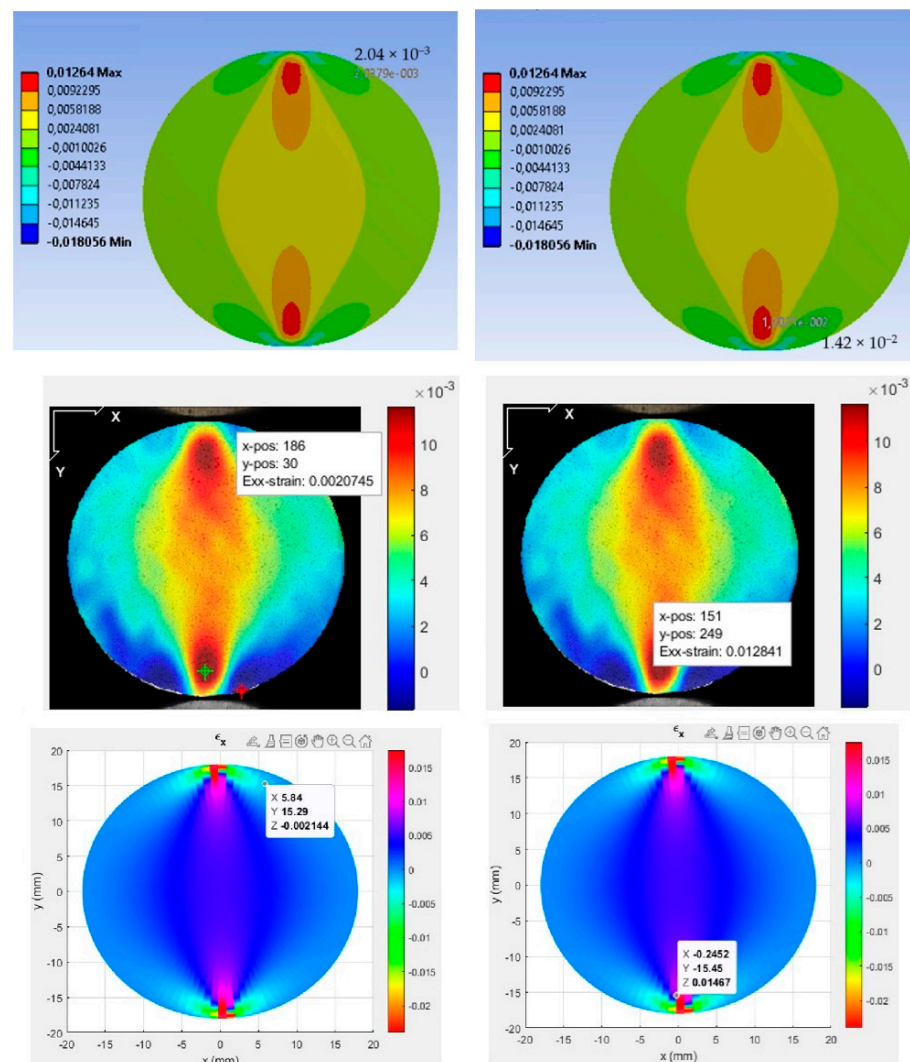 2.04 × 10⁻³
0,01264 Max
0,0092295
0,0058188
0,0024081
-0,0010026
-0,0044133
-0,007824
-0,011235
-0,014645
-0,018056 Min
0,01264 Max
0,0092295
0,0058188
0,0024081
-0,0010026
-0,0044133
-0,007824
-0,011235
-0,014645
-0,018056 Min
1.42 × 10⁻²
× 10⁻³
X
Y
x-pos: 186
y-pos: 30
Exx-strain: 0.0020745
10
8
6
4
2
0
× 10⁻³
X
Y
x-pos: 151
y-pos: 249
Exx-strain: 0.012841
10
8
6
4
2
0
ϵx
20
15
10
5
0
-5
-10
-15
-20
y (mm)
X 5.84
Y 15.29
Z -0.002144
-20 -15 -10 -5 0 5 10 15 20
x (mm)
0.015
0.01
0.005
0
-0.005
-0.01
-0.015
-0.02
ϵx
20
15
10
5
0
-5
-10
-15
-20
y (mm)
X -0.2452
Y -15.45
Z 0.01467
-20 -15 -10 -5 0 5 10 15 20
x (mm)
0.015
0.01
0.005
0
-0.005
-0.01
-0.015
-0.02